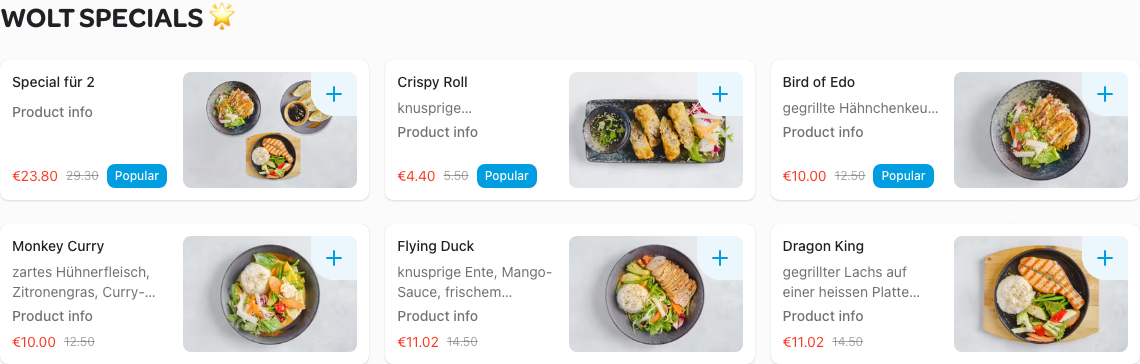 WOLT SPECIALS 🌟
Special für 2
Product info
€23.80 29.30 Popular
Crispy Roll
knusprige...
Product info
€4.40 5.50 Popular
Bird of Edo
gegrillte Hähnchenkeu...
Product info
€10.00 12.50 Popular
Monkey Curry
zartes Hühnerfleisch,
Zitronengras, Curry-...
Product info
€10.00 12.50
Flying Duck
knusprige Ente, Mango-
Sauce, frischem...
Product info
€11.02 14.50
Dragon King
gegrillter Lachs auf
einer heissen Platte...
Product info
€11.02 14.50